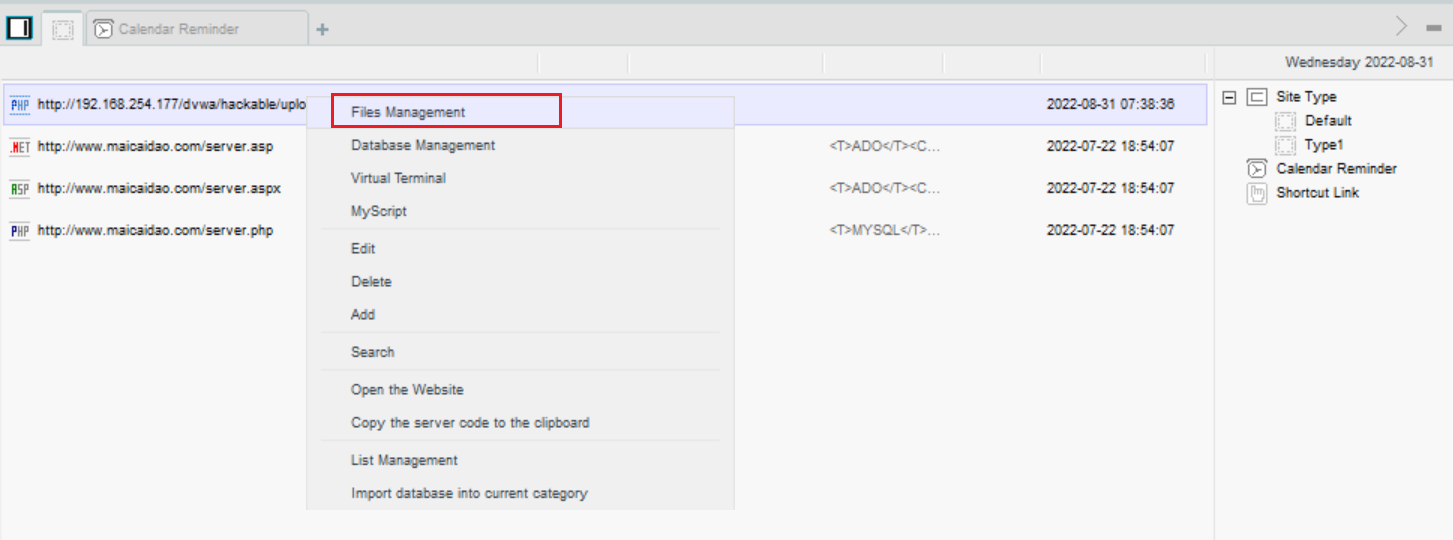 Calendar Reminder
Wednesday 2022-08-31
PHP http://192.168.254.177/dvwa/hackable/uplo 2022-08-31 07:38:36
.NET http://www.maicaidao.com/server.asp <T>ADO</T><C... 2022-07-22 18:54:07
ASP http://www.maicaidao.com/server.aspx <T>ADO</T><C... 2022-07-22 18:54:07
PHP http://www.maicaidao.com/server.php <T>MYSQL</T>... 2022-07-22 18:54:07
Files Management
Database Management
Virtual Terminal
MyScript
Edit
Delete
Add
Search
Open the Website
Copy the server code to the clipboard
List Management
Import database into current category
Site Type
Default
Type1
Calendar Reminder
Shortcut Link